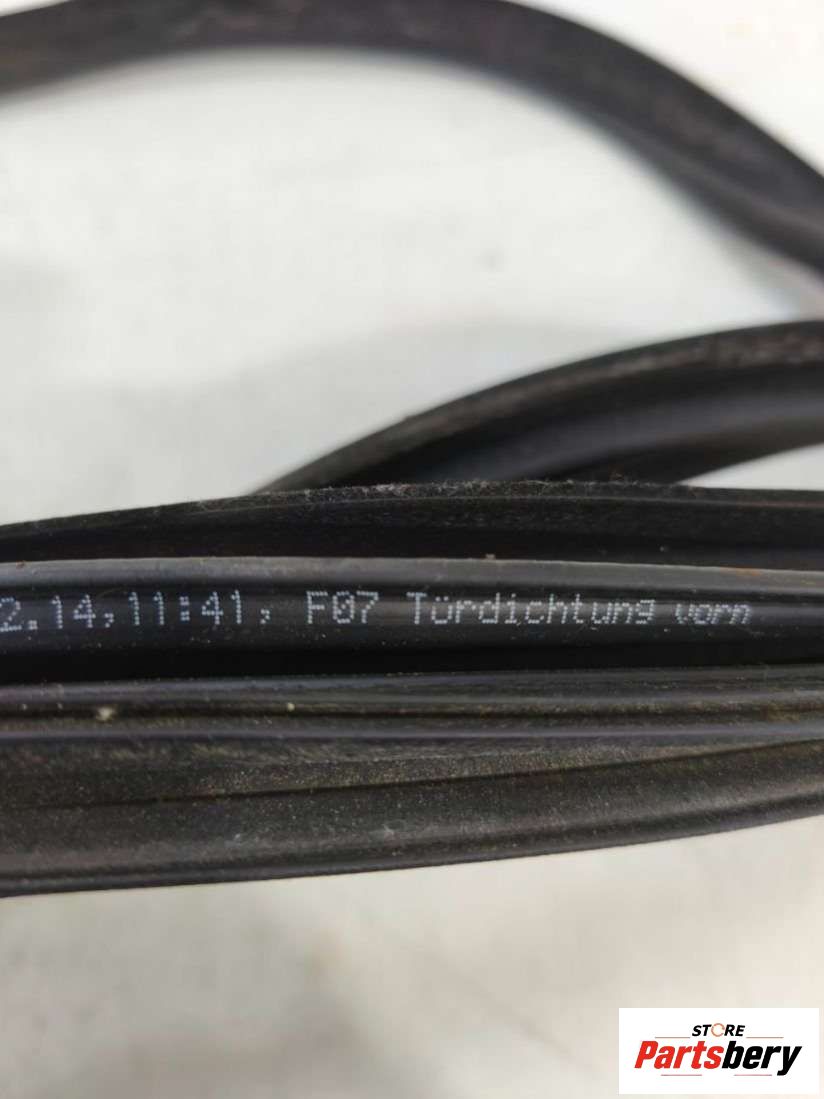 2.14,11:41, F07 Türdichtung vorn
STORE
Partsbery